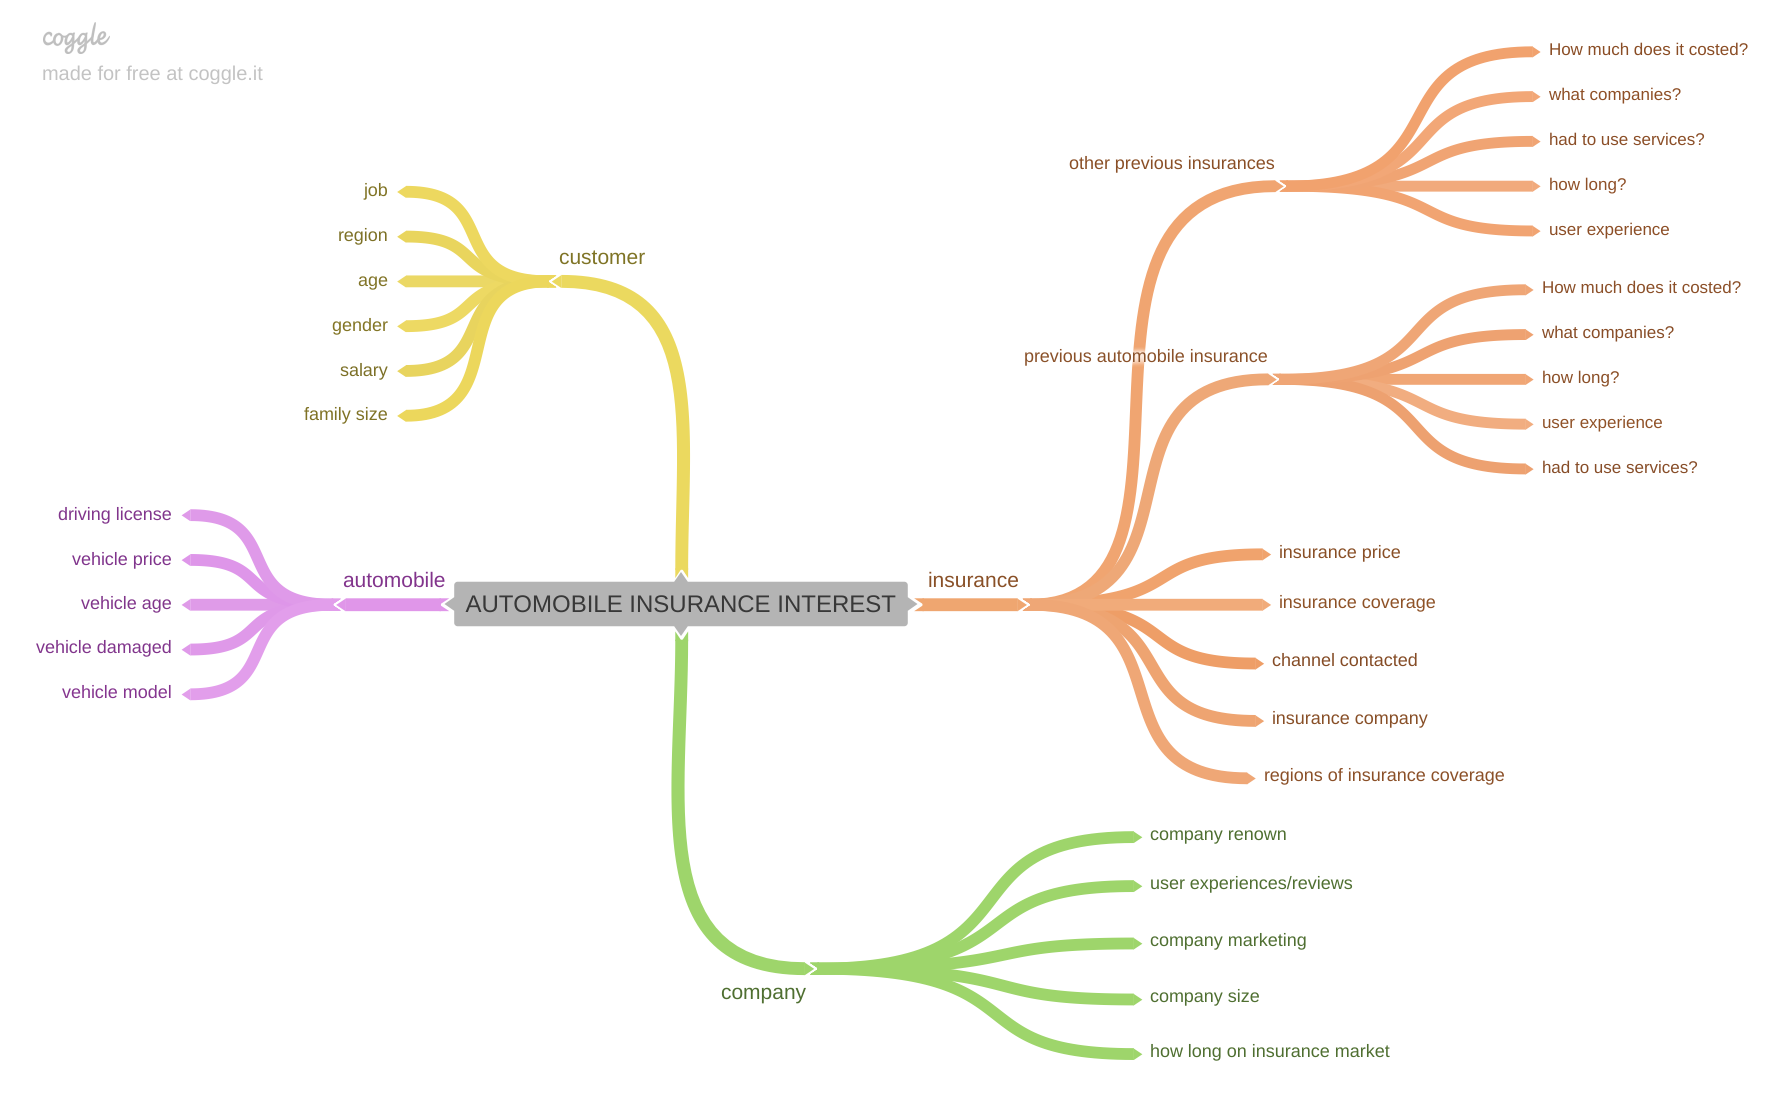 coggle
made for free at coggle.it
job
region
age
gender
salary
family size
customer
driving license
vehicle price
vehicle age
vehicle damaged
vehicle model
automobile
AUTOMOBILE INSURANCE INTEREST
insurance
other previous insurances
How much does it costed?
what companies?
had to use services?
how long?
user experience
previous automobile insurance
How much does it costed?
what companies?
how long?
user experience
had to use services?
insurance price
insurance coverage
channel contacted
insurance company
regions of insurance coverage
company
company renown
user experiences/reviews
company marketing
company size
how long on insurance market